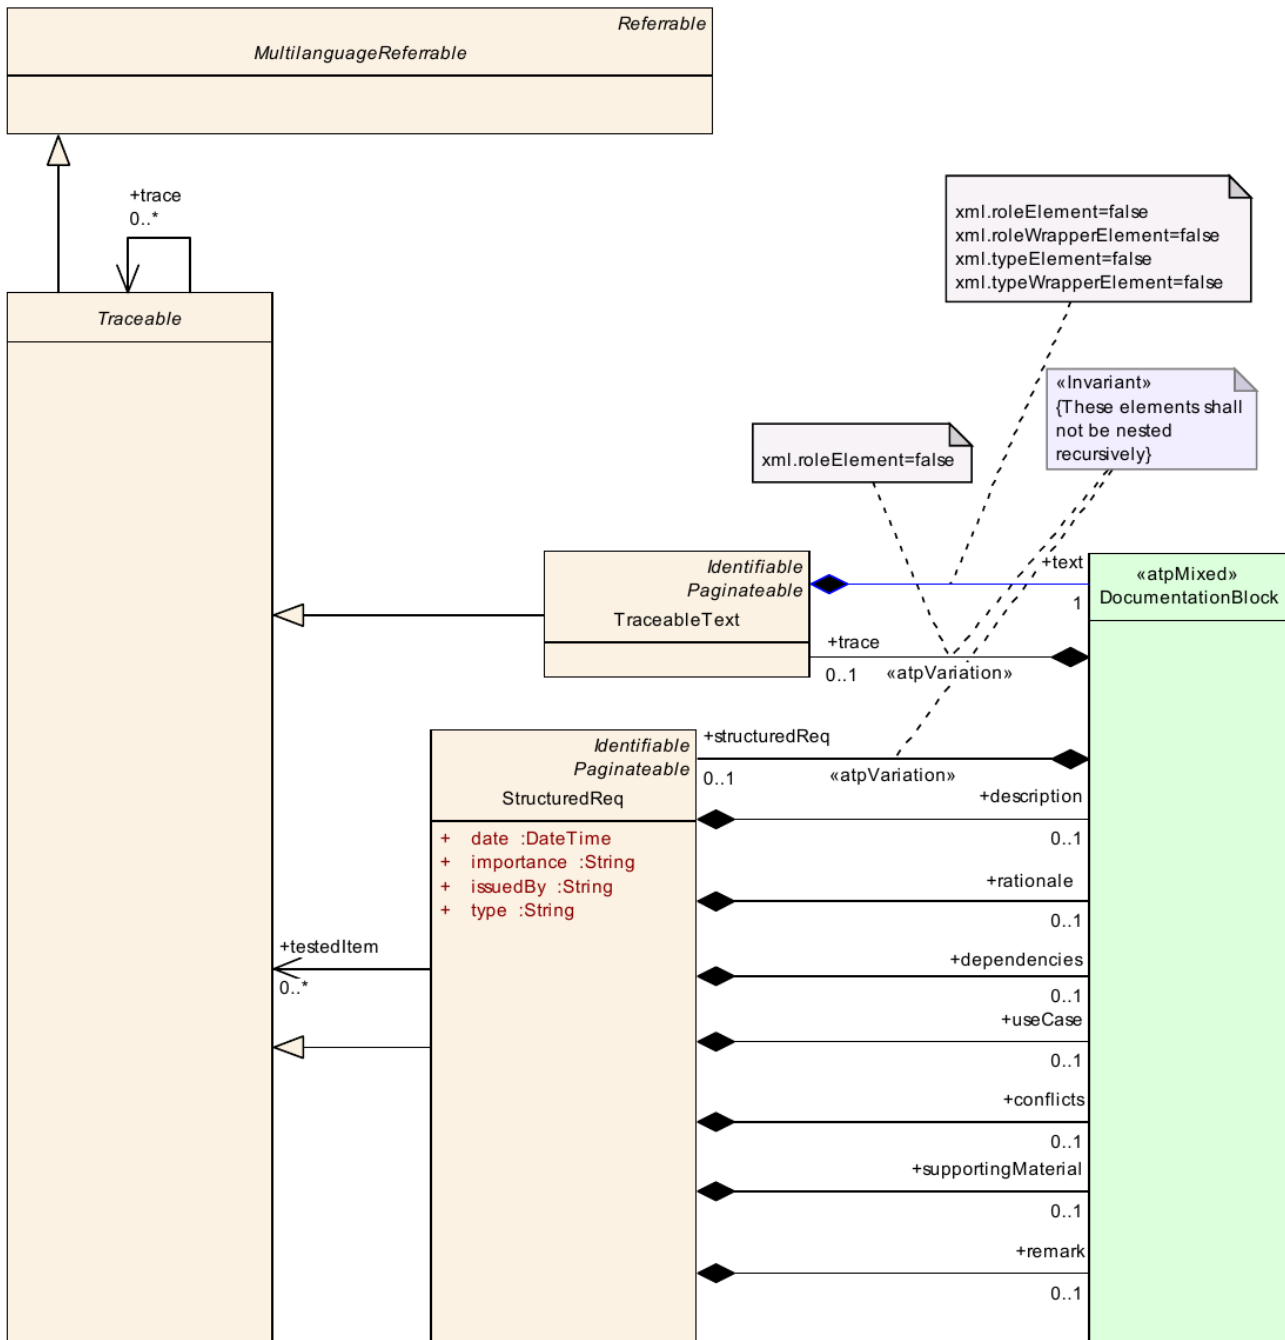 Referrable
MultilanguageReferrable
+trace
0..*
Traceable
xml.roleElement=false
xml.roleWrapperElement=false
xml.typeElement=false
xml.typeWrapperElement=false
«Invariant»
{These elements shall
not be nested
recursively}
xml.roleElement=false
Identifiable
Paginateable
TraceableText
+text
1
«atpMixed»
DocumentationBlock
+trace
0..1
«atpVariation»
Identifiable
Paginateable
StructuredReq
+ date :DateTime
+ importance :String
+ issuedBy :String
+ type :String
+structuredReq
0..1
«atpVariation»
+description
0..1
+rationale
0..1
+testedItem
0..*
+dependencies
0..1
+useCase
0..1
+conflicts
0..1
+supportingMaterial
0..1
+remark
0..1